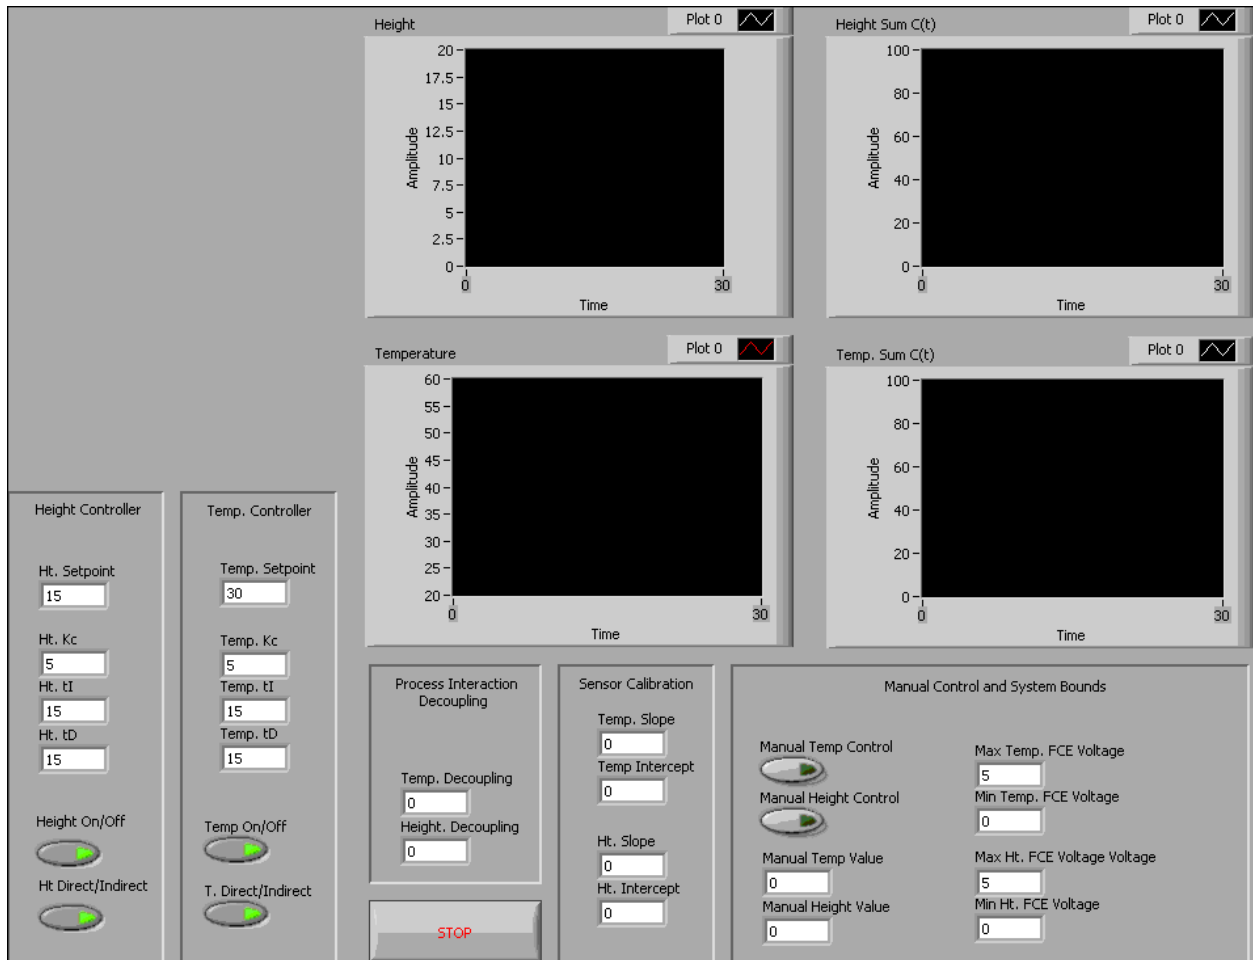 Height
Plot 0
20
17.5
15
12.5
10
7.5
5
2.5
0
Amplitude
0
30
Time
Height Sum C(t)
Plot 0
100
80
60
40
20
0
Amplitude
0
30
Time
Temperature
Plot 0
60
55
50
45
40
35
30
25
20
Amplitude
0
30
Time
Temp. Sum C(t)
Plot 0
100
80
60
40
20
0
Amplitude
0
30
Time
Height Controller
Ht. Setpoint
15
Ht. Kc
5
Ht. tI
15
Ht. tD
15
Height On/Off
Ht Direct/Indirect
Temp. Controller
Temp. Setpoint
30
Temp. Kc
5
Temp. tI
15
Temp. tD
15
Temp On/Off
T. Direct/Indirect
Process Interaction
Decoupling
Temp. Decoupling
0
Height. Decoupling
0
STOP
Sensor Calibration
Temp. Slope
0
Temp Intercept
0
Ht. Slope
0
Ht. Intercept
0
Manual Control and System Bounds
Manual Temp Control
Manual Height Control
Manual Temp Value
0
Manual Height Value
0
Max Temp. FCE Voltage
5
Min Temp. FCE Voltage
0
Max Ht. FCE Voltage Voltage
5
Min Ht. FCE Voltage
0